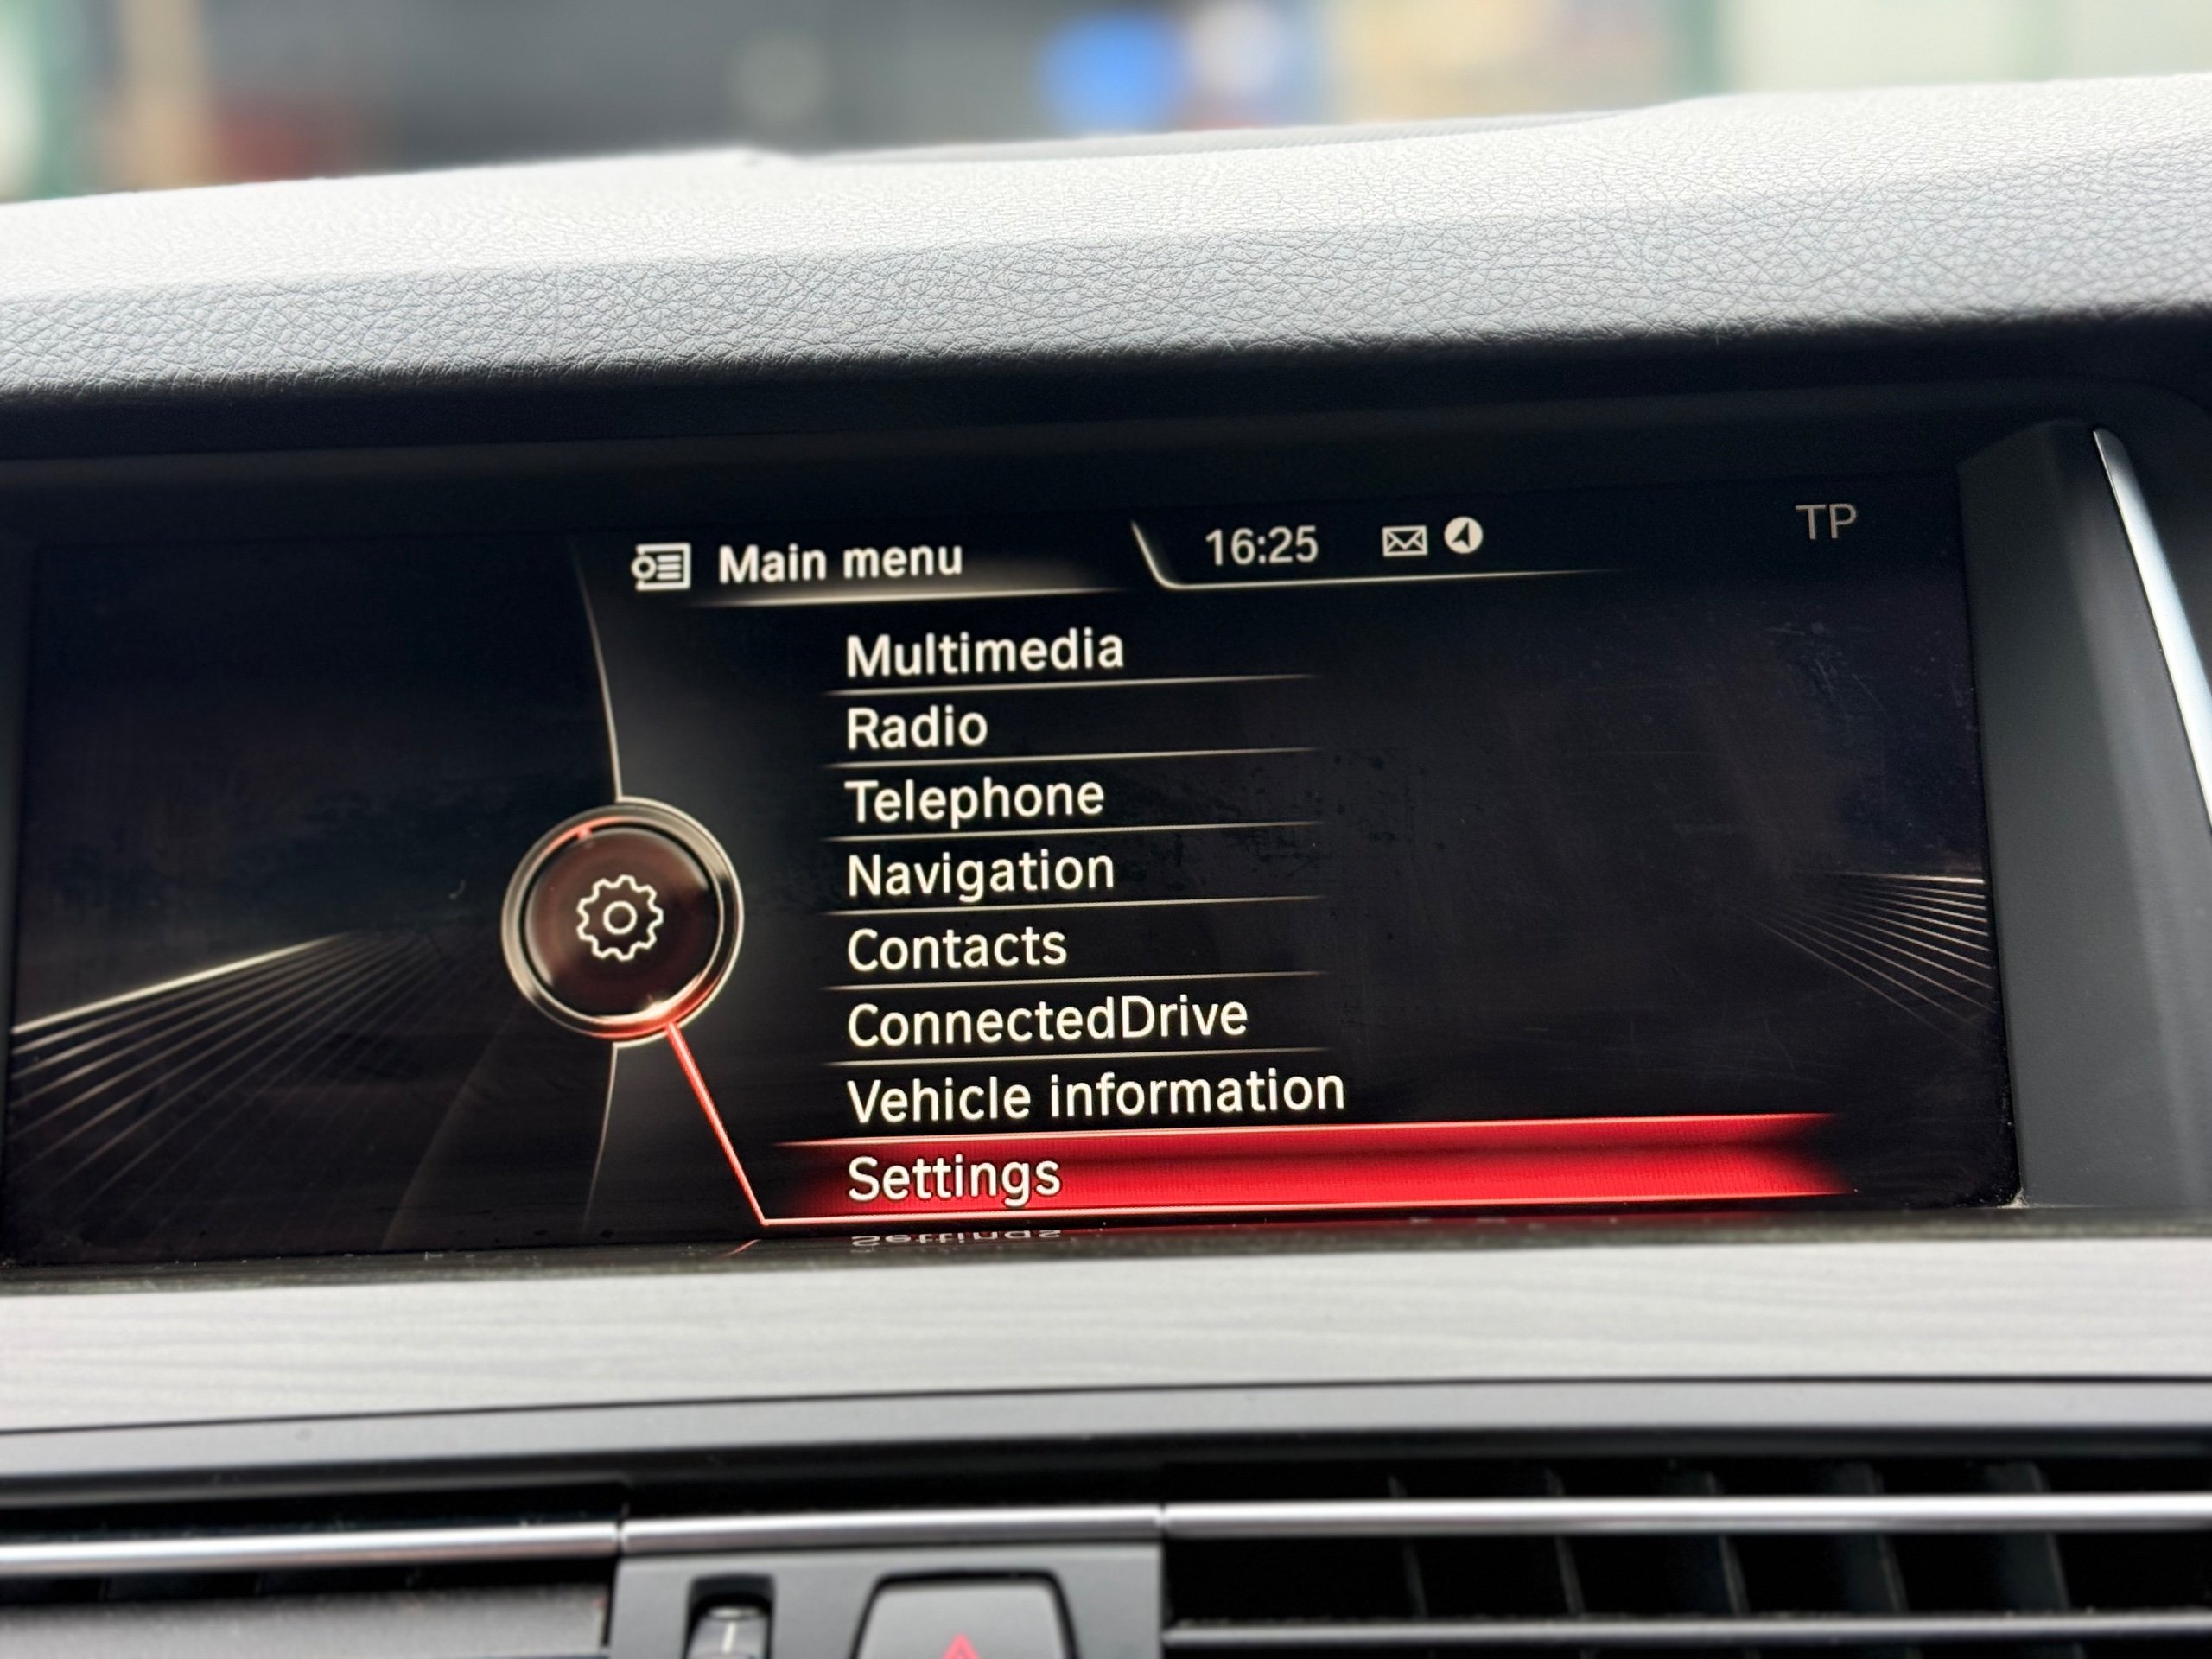 Main menu 16:25 TP
Multimedia
Radio
Telephone
Navigation
Contacts
ConnectedDrive
Vehicle information
Settings